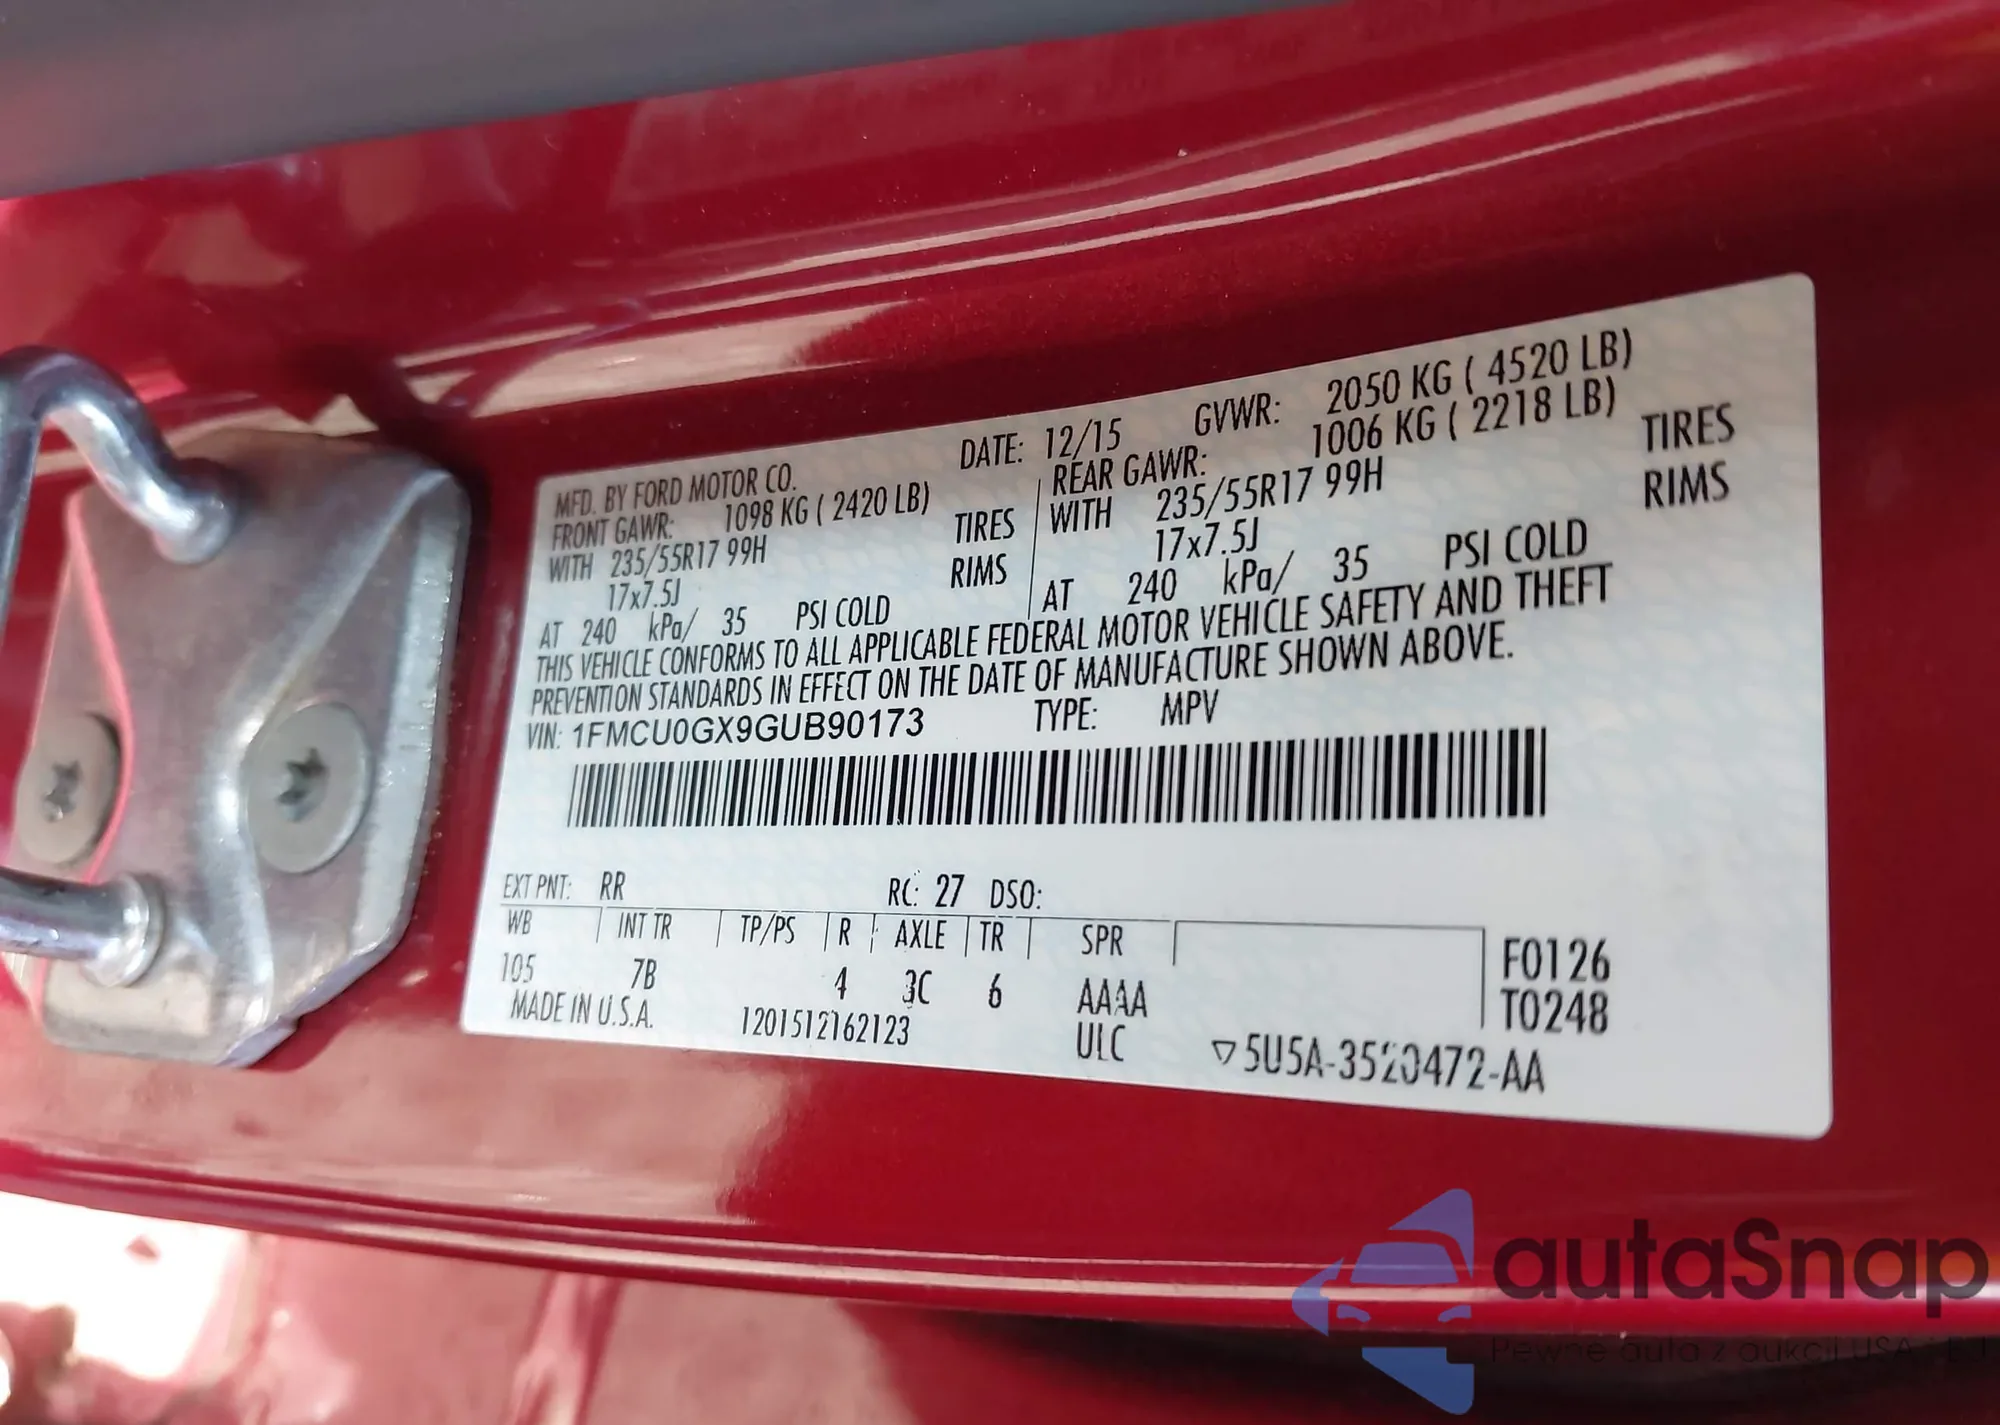 MFD. BY FORD MOTOR CO. DATE: 12/15 GVWR: 2050 KG ( 4520 LB)
FRONT GAWR: 1098 KG ( 2420 LB) REAR GAWR: 1006 KG ( 2218 LB)
WITH 235/55R17 99H TIRES WITH 235/55R17 99H TIRES
17x7.5J RIMS 17x7.5J RIMS
AT 240 kPa/ 35 PSI COLD AT 240 kPa/ 35 PSI COLD
THIS VEHICLE CONFORMS TO ALL APPLICABLE FEDERAL MOTOR VEHICLE SAFETY AND THEFT
PREVENTION STANDARDS IN EFFECT ON THE DATE OF MANUFACTURE SHOWN ABOVE.
VIN: 1FMCU0GX9GUB90173 TYPE: MPV
EXT PNT: RR RC: 27 DSO:
WB INT TR TP/PS R AXLE TR SPR
105 7B 4 3C 6 AAAA
F0126
T0248
MADE IN U.S.A. 1201512162123 ULC 5U5A-3520472-AA
autaSnap
Pewne auta z aukcji USA i EU